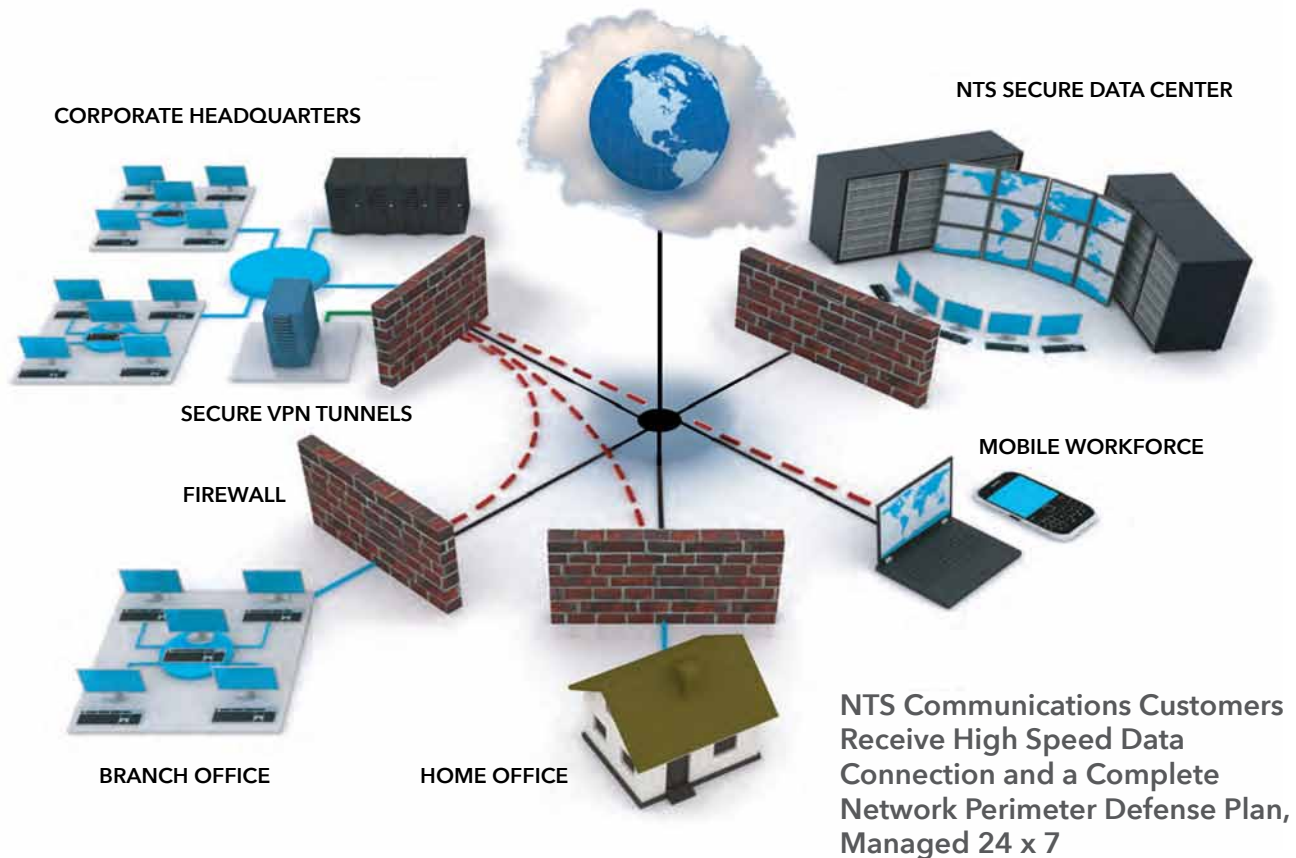 CORPORATE HEADQUARTERS
NTS SECURE DATA CENTER
SECURE VPN TUNNELS
MOBILE WORKFORCE
FIREWALL
BRANCH OFFICE
HOME OFFICE
NTS Communications Customers
Receive High Speed Data
Connection and a Complete
Network Perimeter Defense Plan,
Managed 24 x 7